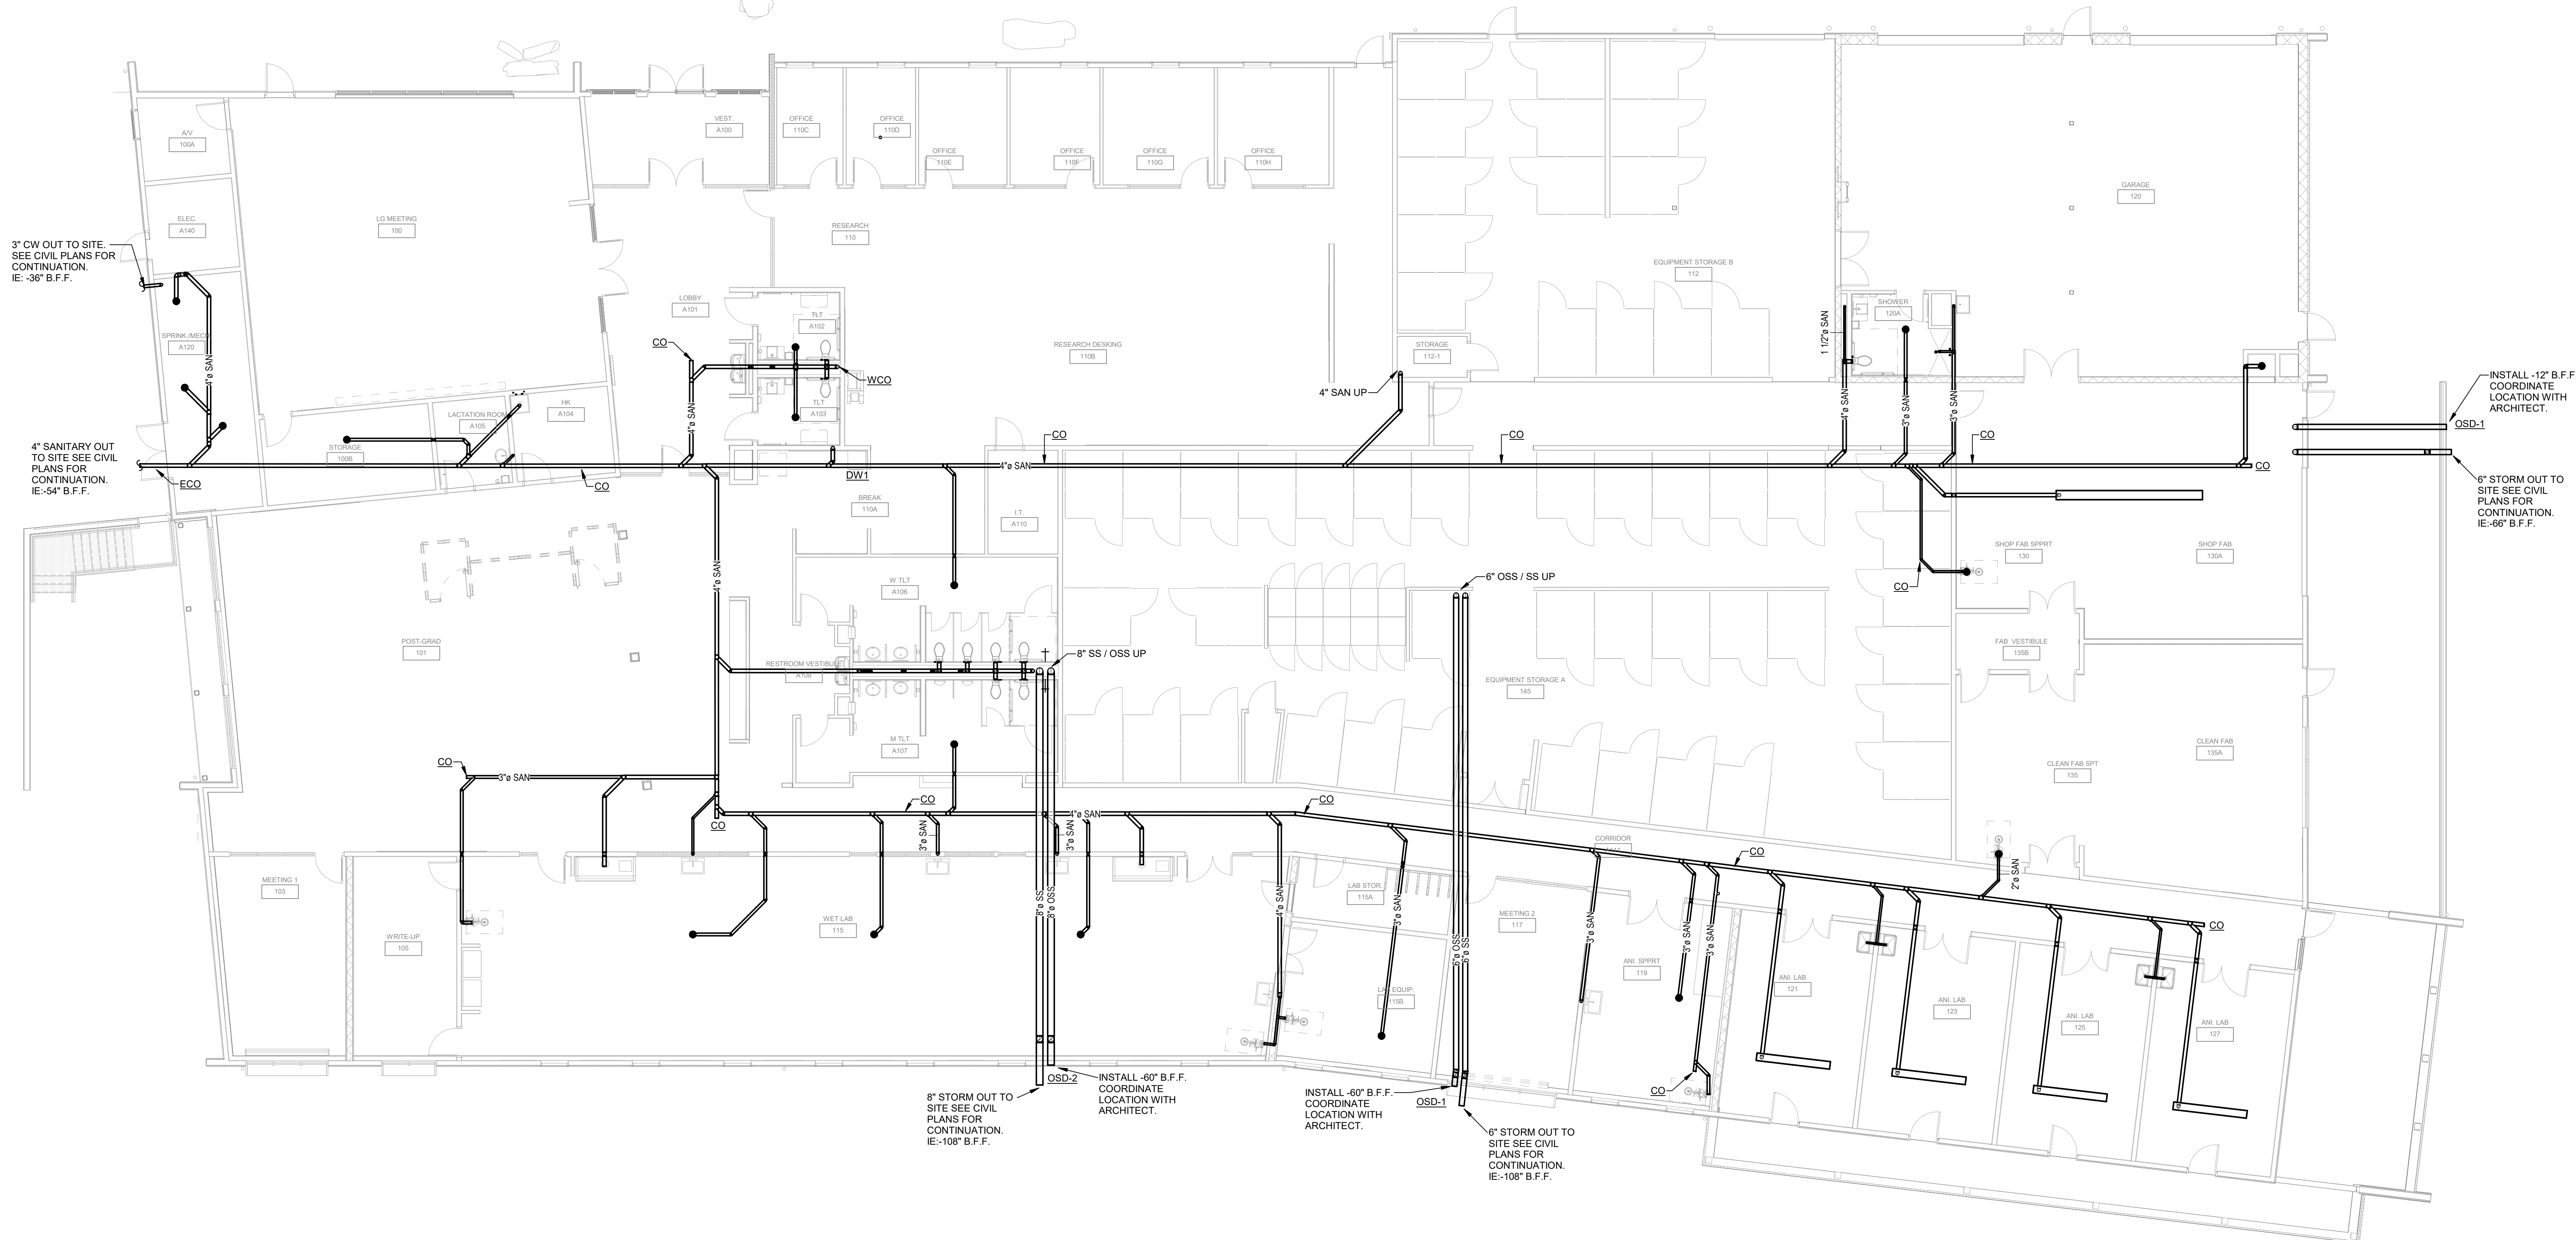 A/V
100A
VEST.
A100
OFFICE
110C
OFFICE
110D
OFFICE
110E
OFFICE
110F
OFFICE
110G
OFFICE
110H
GARAGE
120
ELEC.
A140
LG MEETING
100
RESEARCH
110
3" CW OUT TO SITE.
SEE CIVIL PLANS FOR
CONTINUATION.
IE: -36" B.F.F.
EQUIPMENT STORAGE B
112
LOBBY
A101
TLT
A102
SHOWER
120A
1 1/2"ø SAN
SPRINK./MECH
A120
4"ø SAN
CO
RESEARCH DESKING
110B
STORAGE
112-1
WCO
4" SAN UP
INSTALL -12" B.F.F
COORDINATE
LOCATION WITH
ARCHITECT.
OSD-1
TLT
A103
HK
A104
LACTATION ROOM
A105
STORAGE
100B
4"ø SAN
4"ø SAN
3"ø SAN
3"ø SAN
4" SANITARY OUT
TO SITE SEE CIVIL
PLANS FOR
CONTINUATION.
IE:-54" B.F.F.
ECO
CO
DW1
4"ø SAN
CO
CO
CO
CO
6" STORM OUT TO
SITE SEE CIVIL
PLANS FOR
CONTINUATION.
IE:-66" B.F.F.
BREAK
110A
I.T.
A110
SHOP FAB SPPRT
130
SHOP FAB
130A
4"ø SAN
6" OSS / SS UP
CO
W TLT
A106
POST-GRAD
101
FAB VESTIBULE
135B
8" SS / OSS UP
RESTROOM VESTIBULE
A108
EQUIPMENT STORAGE A
145
M TLT
A107
CLEAN FAB
135A
CLEAN FAB SPT
135
CO
3"ø SAN
CO
CO
4"ø SAN
CO
3"ø SAN
3"ø SAN
CORRIDOR
CO
2"ø SAN
MEETING 1
103
WRITE-UP
105
WET LAB
115
8"ø SS
8"ø OSS
4"ø SAN
LAB STOR.
115A
3"ø SAN
MEETING 2
117
3"ø SAN
3"ø SAN
3"ø SAN
CO
6"ø OSS
6"ø SS
LAB EQUIP.
115B
ANI. SPPRT
119
ANI. LAB
121
ANI. LAB
123
ANI. LAB
125
ANI. LAB
127
OSD-2
INSTALL -60" B.F.F.
COORDINATE
LOCATION WITH
ARCHITECT.
8" STORM OUT TO
SITE SEE CIVIL
PLANS FOR
CONTINUATION.
IE:-108" B.F.F.
INSTALL -60" B.F.F.
COORDINATE
LOCATION WITH
ARCHITECT.
OSD-1
CO
6" STORM OUT TO
SITE SEE CIVIL
PLANS FOR
CONTINUATION.
IE:-108" B.F.F.